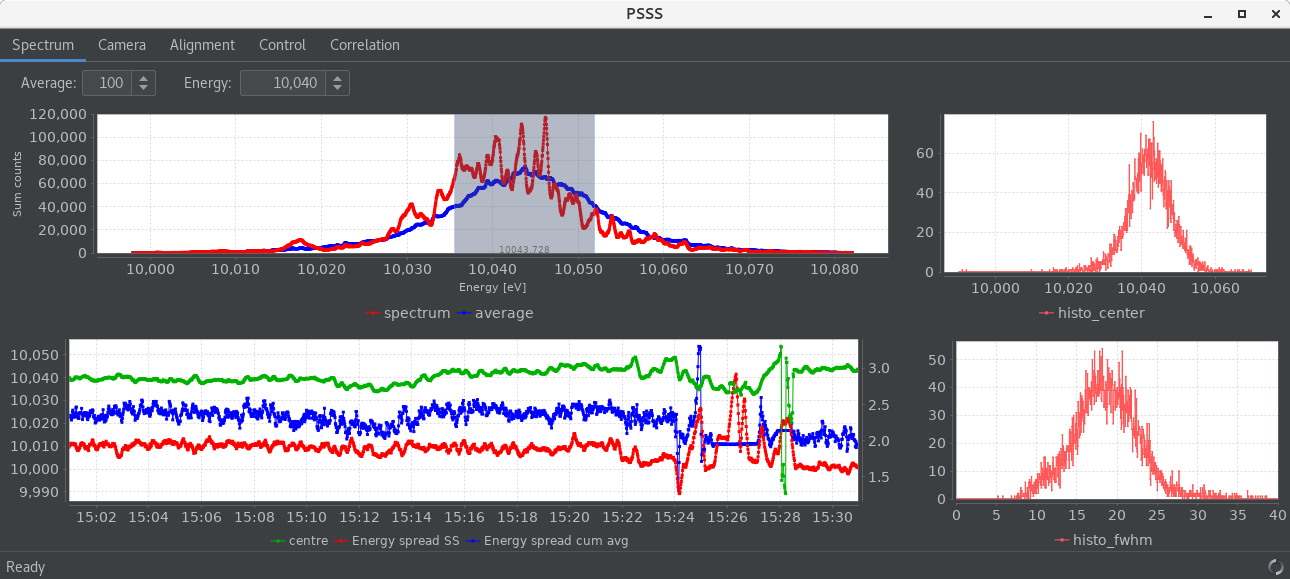 PSSS
Spectrum Camera Alignment Control Correlation
Average: 100 Energy: 10,040
120,000
100,000
80,000
60,000
40,000
20,000
0
Sum counts
10043.728
10,000 10,010 10,020 10,030 10,040 10,050 10,060 10,070 10,080
Energy [eV]
spectrum average
60
40
20
0
10,000 10,020 10,040 10,060
histo_center
10,050
10,040
10,030
10,020
10,010
10,000
9,990
3.0
2.5
2.0
1.5
15:02 15:04 15:06 15:08 15:10 15:12 15:14 15:16 15:18 15:20 15:22 15:24 15:26 15:28 15:30
centre Energy spread SS Energy spread cum avg
50
40
30
20
10
0
0 5 10 15 20 25 30 35 40
histo_fwhm
Ready